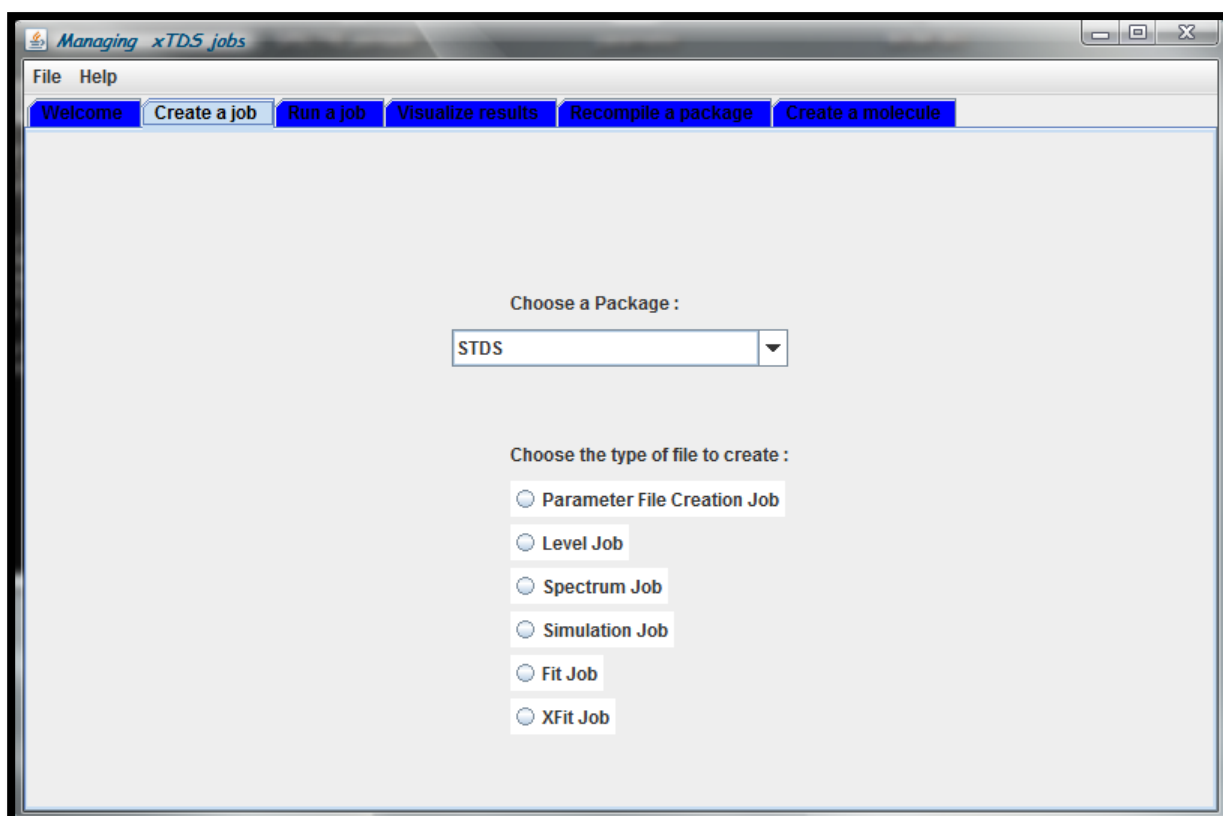 Managing xTDS jobs
File Help
Welcome Create a job Run a job Visualize results Recompile a package Create a molecule
Choose a Package :
STDS
Choose the type of file to create :
Parameter File Creation Job
Level Job
Spectrum Job
Simulation Job
Fit Job
XFit Job